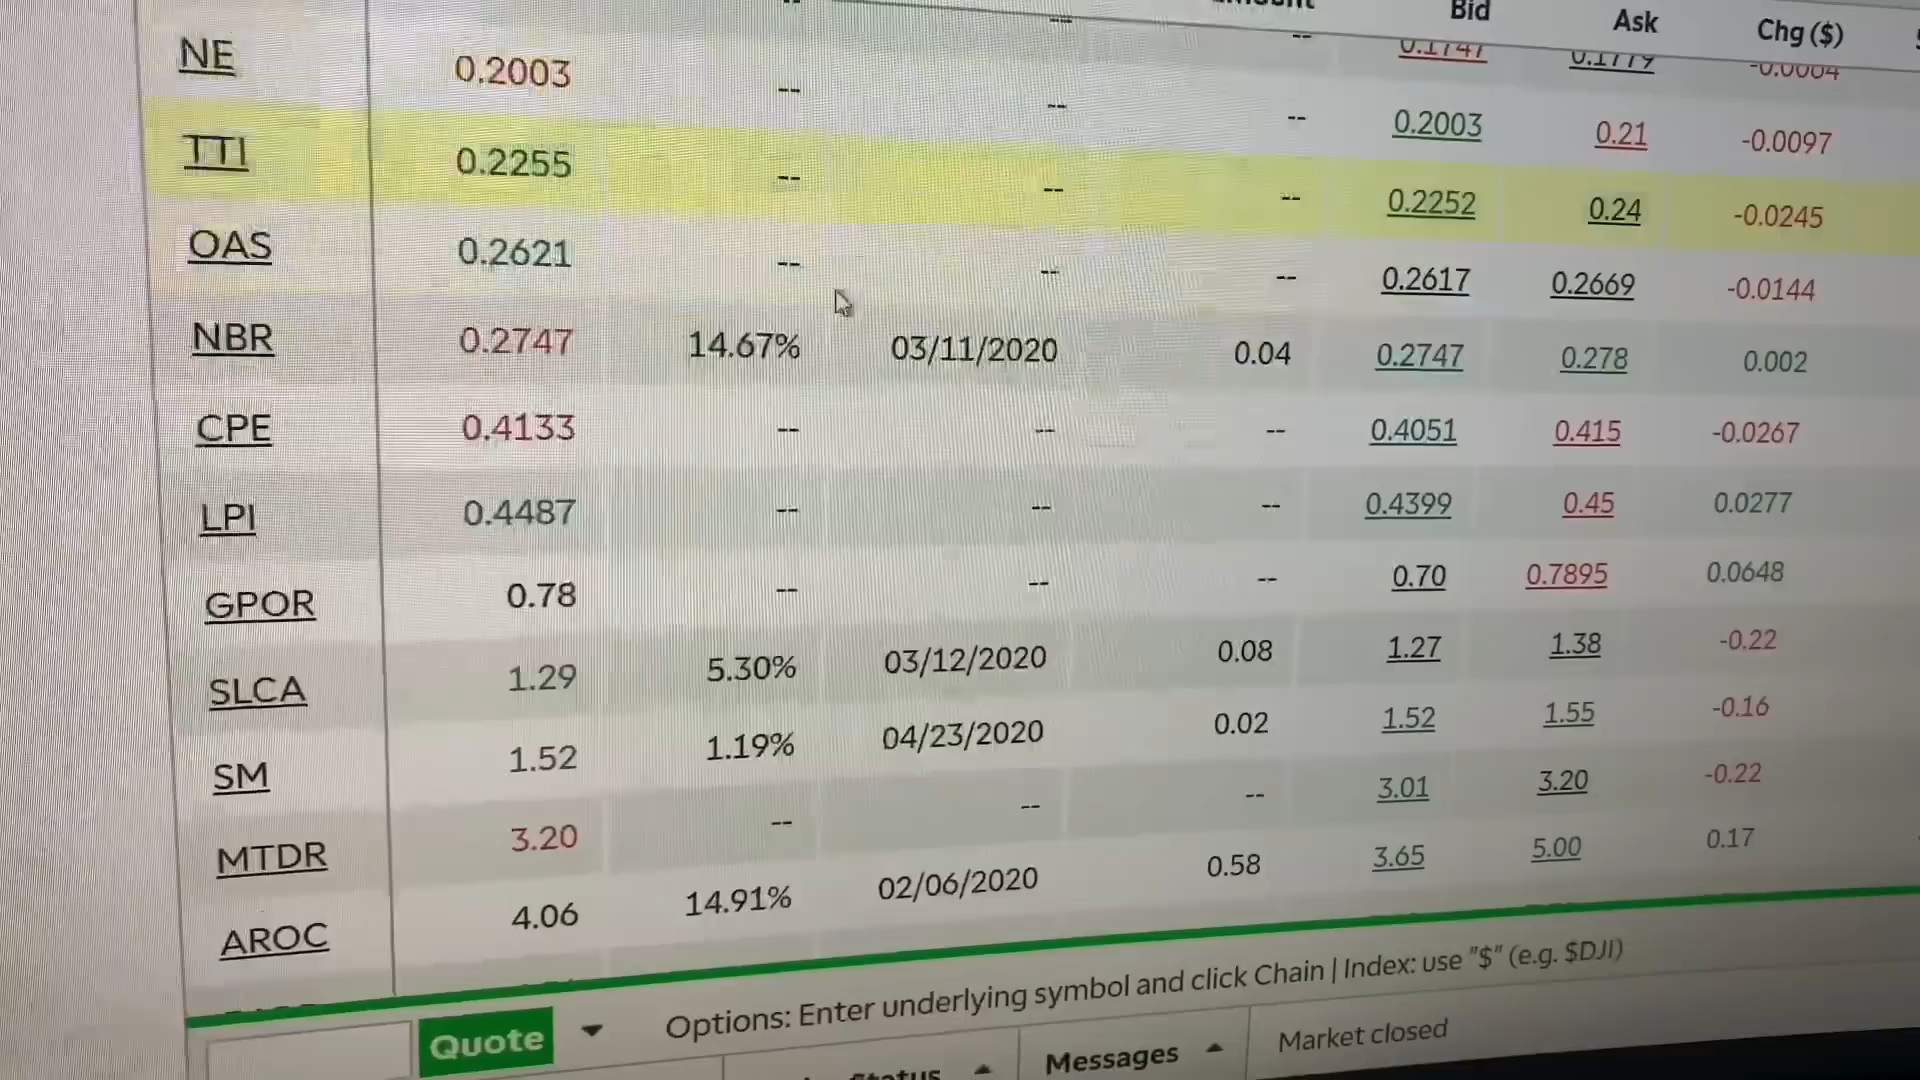 Bid Ask Chg ($)
0.1747 0.1779 -0.0004
NE 0.2003 -- -- -- 0.2003 0.21 -0.0097
TTI 0.2255 -- -- -- 0.2252 0.24 -0.0245
OAS 0.2621 -- -- -- 0.2617 0.2669 -0.0144
NBR 0.2747 14.67% 03/11/2020 0.04 0.2747 0.278 0.002
CPE 0.4133 -- -- -- 0.4051 0.415 -0.0267
LPI 0.4487 -- -- -- 0.4399 0.45 0.0277
GPOR 0.78 -- -- -- 0.70 0.7895 0.0648
SLCA 1.29 5.30% 03/12/2020 0.08 1.27 1.38 -0.22
SM 1.52 1.19% 04/23/2020 0.02 1.52 1.55 -0.16
MTDR 3.20 -- -- -- 3.01 3.20 -0.22
AROC 4.06 14.91% 02/06/2020 0.58 3.65 5.00 0.17
Quote Options: Enter underlying symbol and click Chain | Index: use "$" (e.g. $DJI)
Status Messages Market closed